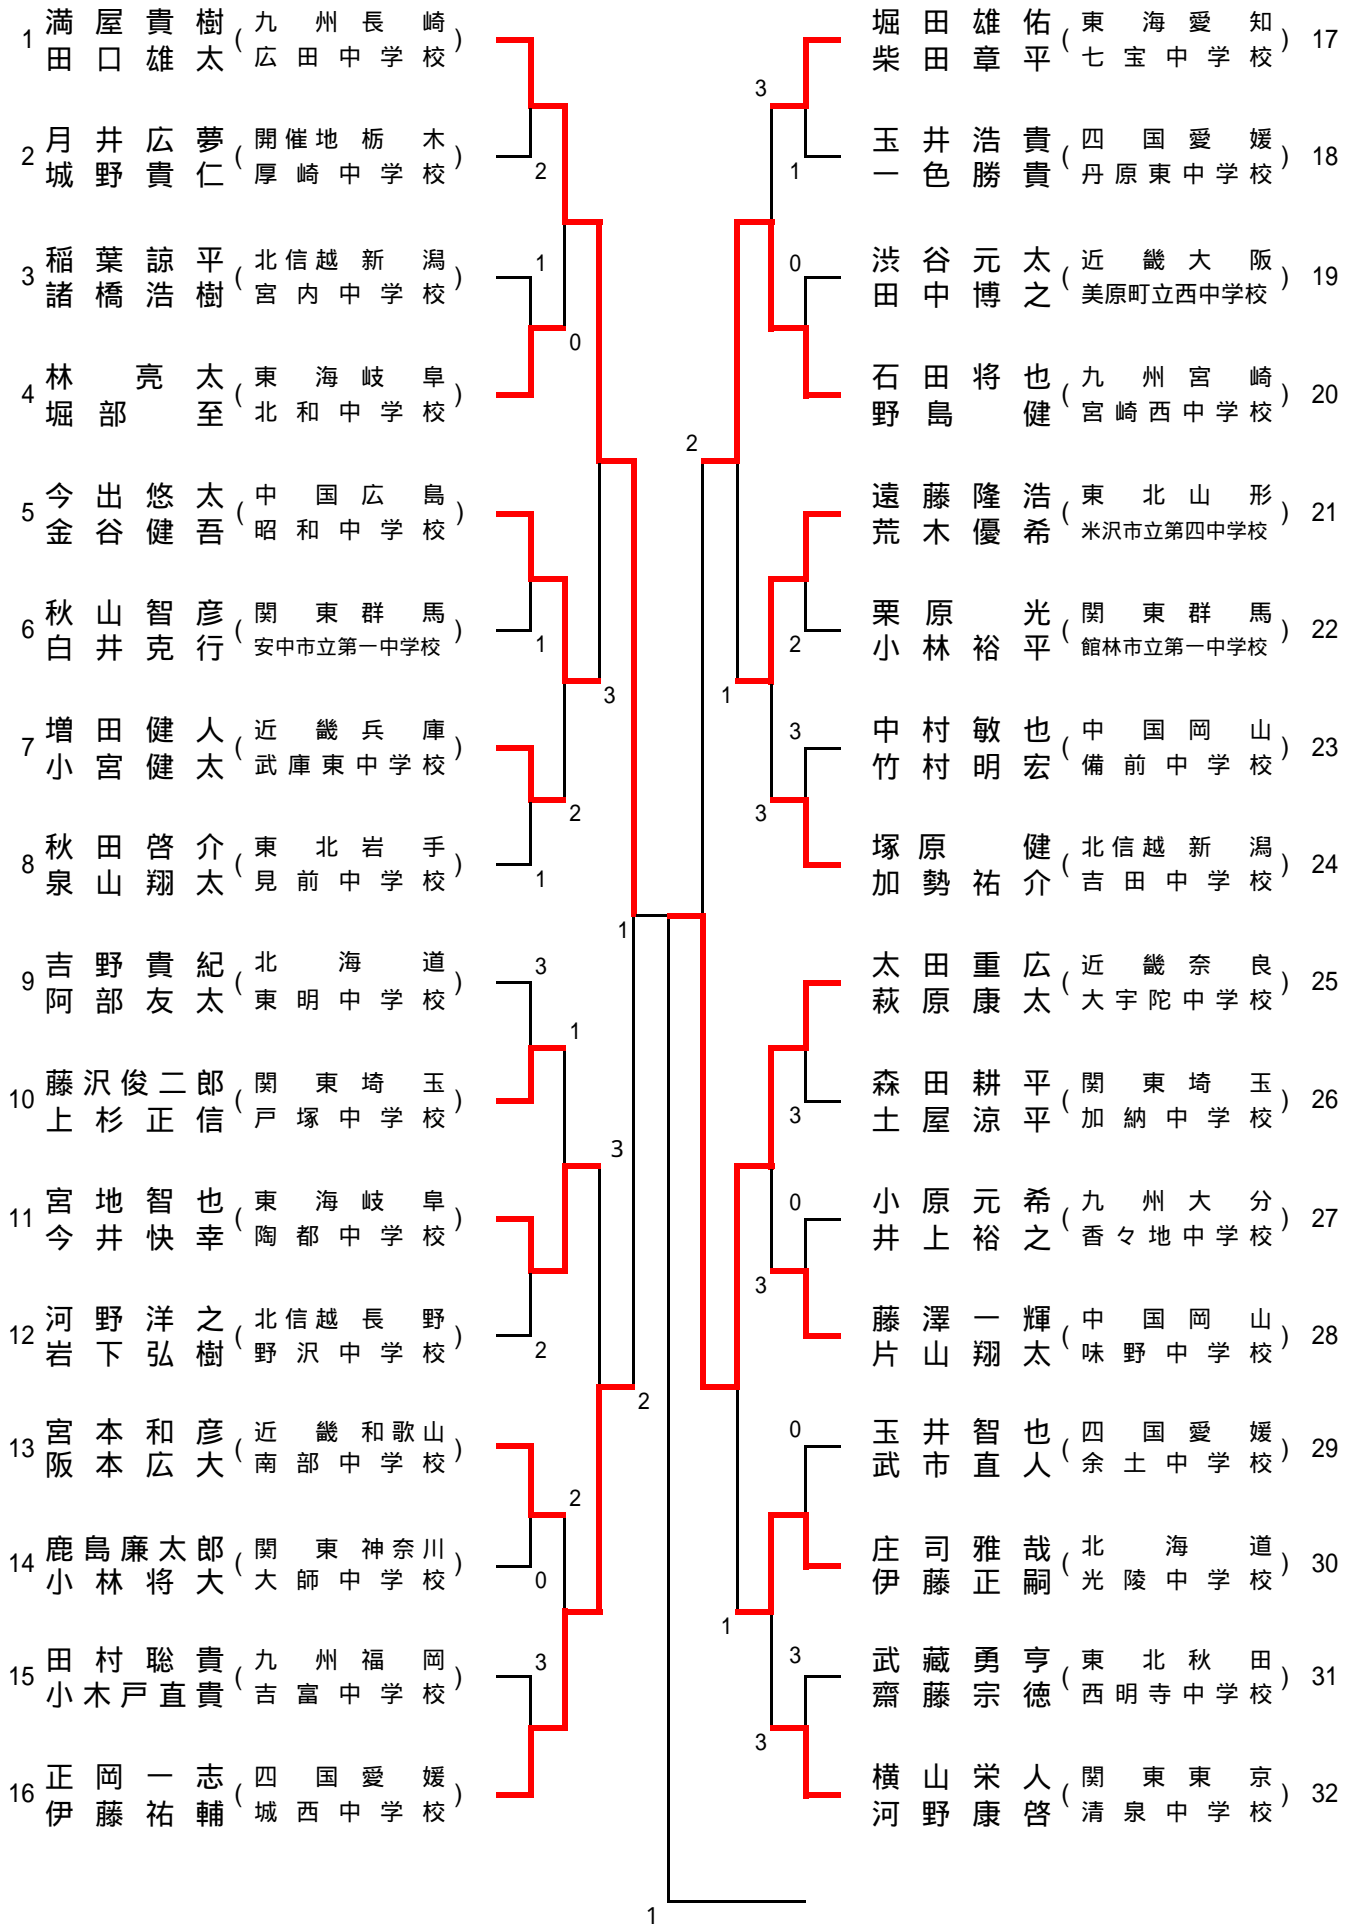 1 満屋貴樹 ( 九州長崎 )
田口雄太 広田中学校
2
2 月井広夢 ( 開催地栃木 )
城野貴仁 厚崎中学校
1
3 稲葉諒平 ( 北信越新潟 )
諸橋浩樹 宮内中学校
0
4 林亮太 ( 東海岐阜 )
堀部至 北和中学校
5 今出悠太 ( 中国広島 )
金谷健吾 昭和中学校
6 秋山智彦 ( 関東群馬 )
白井克行 安中市立第一中学校
1
3
7 増田健人 ( 近畿兵庫 )
小宮健太 武庫東中学校
2
8 秋田啓介 ( 東北岩手 )
泉山翔太 見前中学校
1
1
9 吉野貴紀 ( 北海道 )
阿部友太 東明中学校
3
1
10 藤沢俊二郎 ( 関東埼玉 )
上杉正信 戸塚中学校
3
11 宮地智也 ( 東海岐阜 )
今井快幸 陶都中学校
12 河野洋之 ( 北信越長野 )
岩下弘樹 野沢中学校
2
2
13 宮本和彦 ( 近畿和歌山 )
阪本広大 南部中学校
2
14 鹿島廉太郎 ( 関東神奈川 )
小林将大 大師中学校
0
15 田村聡貴 ( 九州福岡 )
小木戸直貴 吉富中学校
3
16 正岡一志 ( 四国愛媛 )
伊藤祐輔 城西中学校
堀田雄佑 ( 東海愛知 ) 17
柴田章平 七宝中学校
3
玉井浩貴 ( 四国愛媛 ) 18
一色勝貴 丹原東中学校
1
渋谷元太 ( 近畿大阪 ) 19
田中博之 美原町立西中学校
0
石田将也 ( 九州宮崎 ) 20
野島健 宮崎西中学校
2
遠藤隆浩 ( 東北山形 ) 21
荒木優希 米沢市立第四中学校
栗原光 ( 関東群馬 ) 22
小林裕平 館林市立第一中学校
2
1
中村敏也 ( 中国岡山 ) 23
竹村明宏 備前中学校
3
3
塚原健 ( 北信越新潟 ) 24
加勢祐介 吉田中学校
太田重広 ( 近畿奈良 ) 25
萩原康太 大宇陀中学校
森田耕平 ( 関東埼玉 ) 26
土屋涼平 加納中学校
3
小原元希 ( 九州大分 ) 27
井上裕之 香々地中学校
0
3
藤澤一輝 ( 中国岡山 ) 28
片山翔太 味野中学校
玉井智也 ( 四国愛媛 ) 29
武市直人 余土中学校
0
庄司雅哉 ( 北海道 ) 30
伊藤正嗣 光陵中学校
1
武藏勇亨 ( 東北秋田 ) 31
齋藤宗徳 西明寺中学校
3
3
横山栄人 ( 関東東京 ) 32
河野康啓 清泉中学校
1